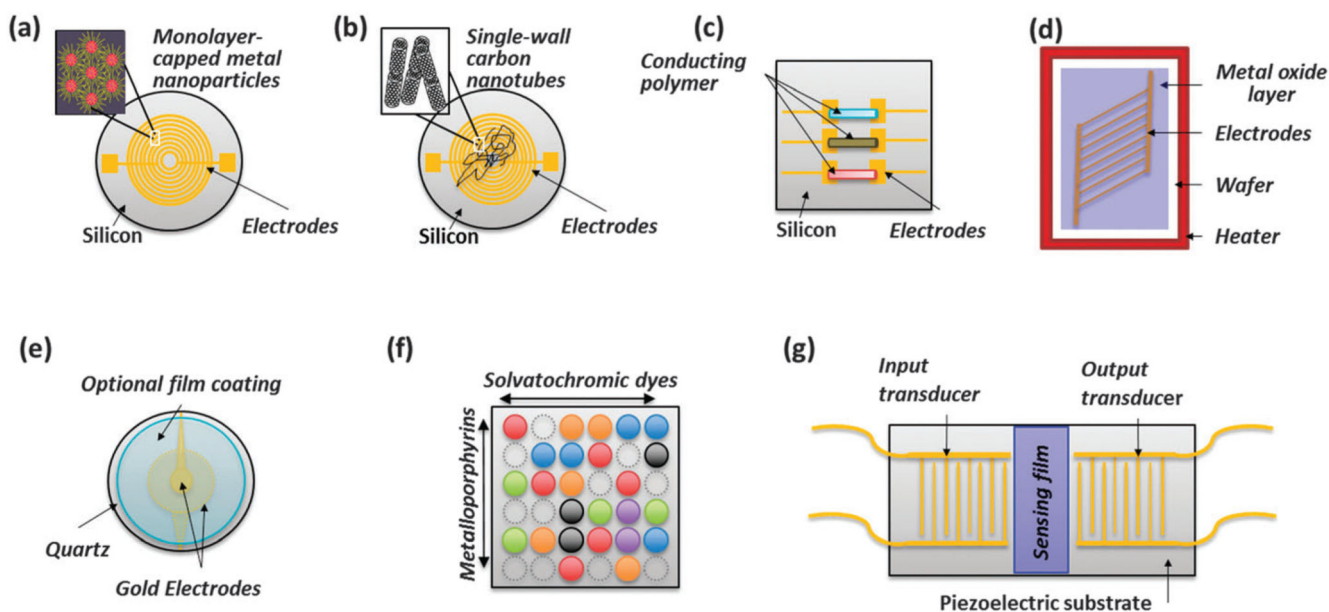 (a)
Monolayer-
capped metal
nanoparticles
Silicon
Electrodes
(b)
Single-wall
carbon
nanotubes
Silicon
Electrodes
(c)
Conducting
polymer
Silicon
Electrodes
(d)
Metal oxide
layer
Electrodes
Wafer
Heater
(e)
Optional film coating
Quartz
Gold Electrodes
(f)
Solvatochromic dyes
Metalloporphyrins
(g)
Input
transducer
Output
transducer
Sensing film
Piezoelectric substrate